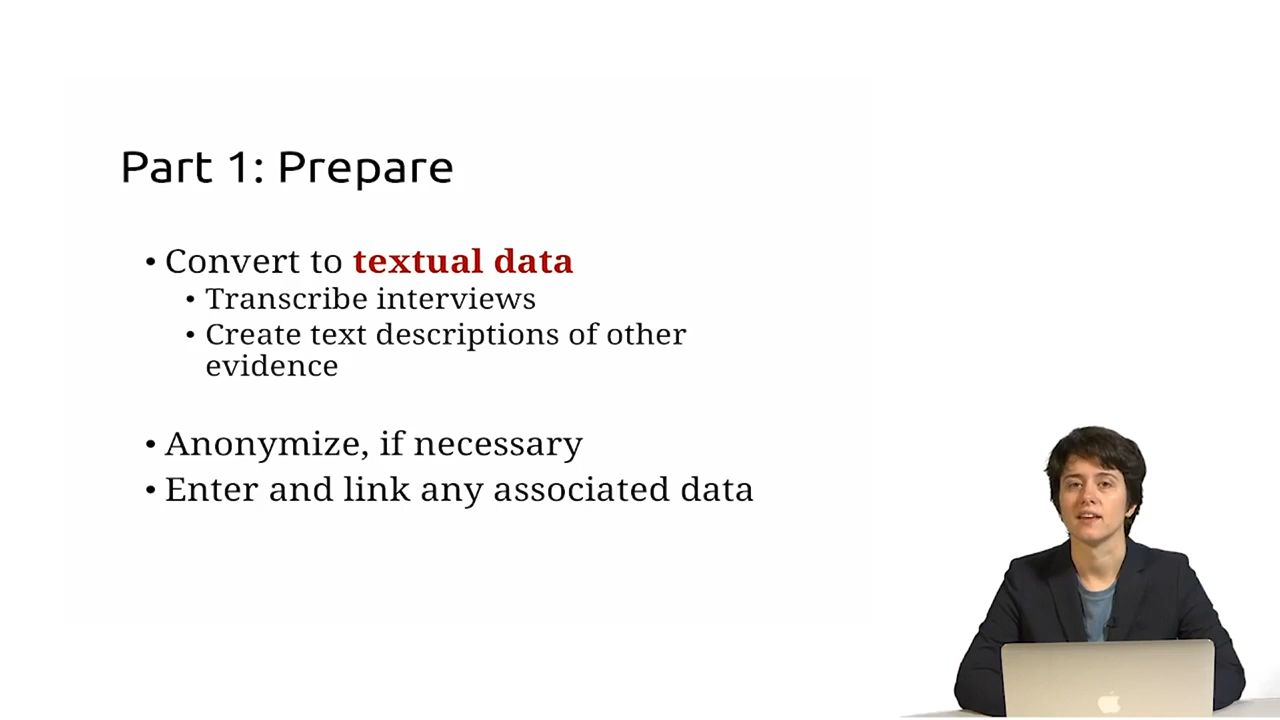 Part 1: Prepare
• Convert to textual data
• Transcribe interviews
• Create text descriptions of other
evidence
• Anonymize, if necessary
• Enter and link any associated data